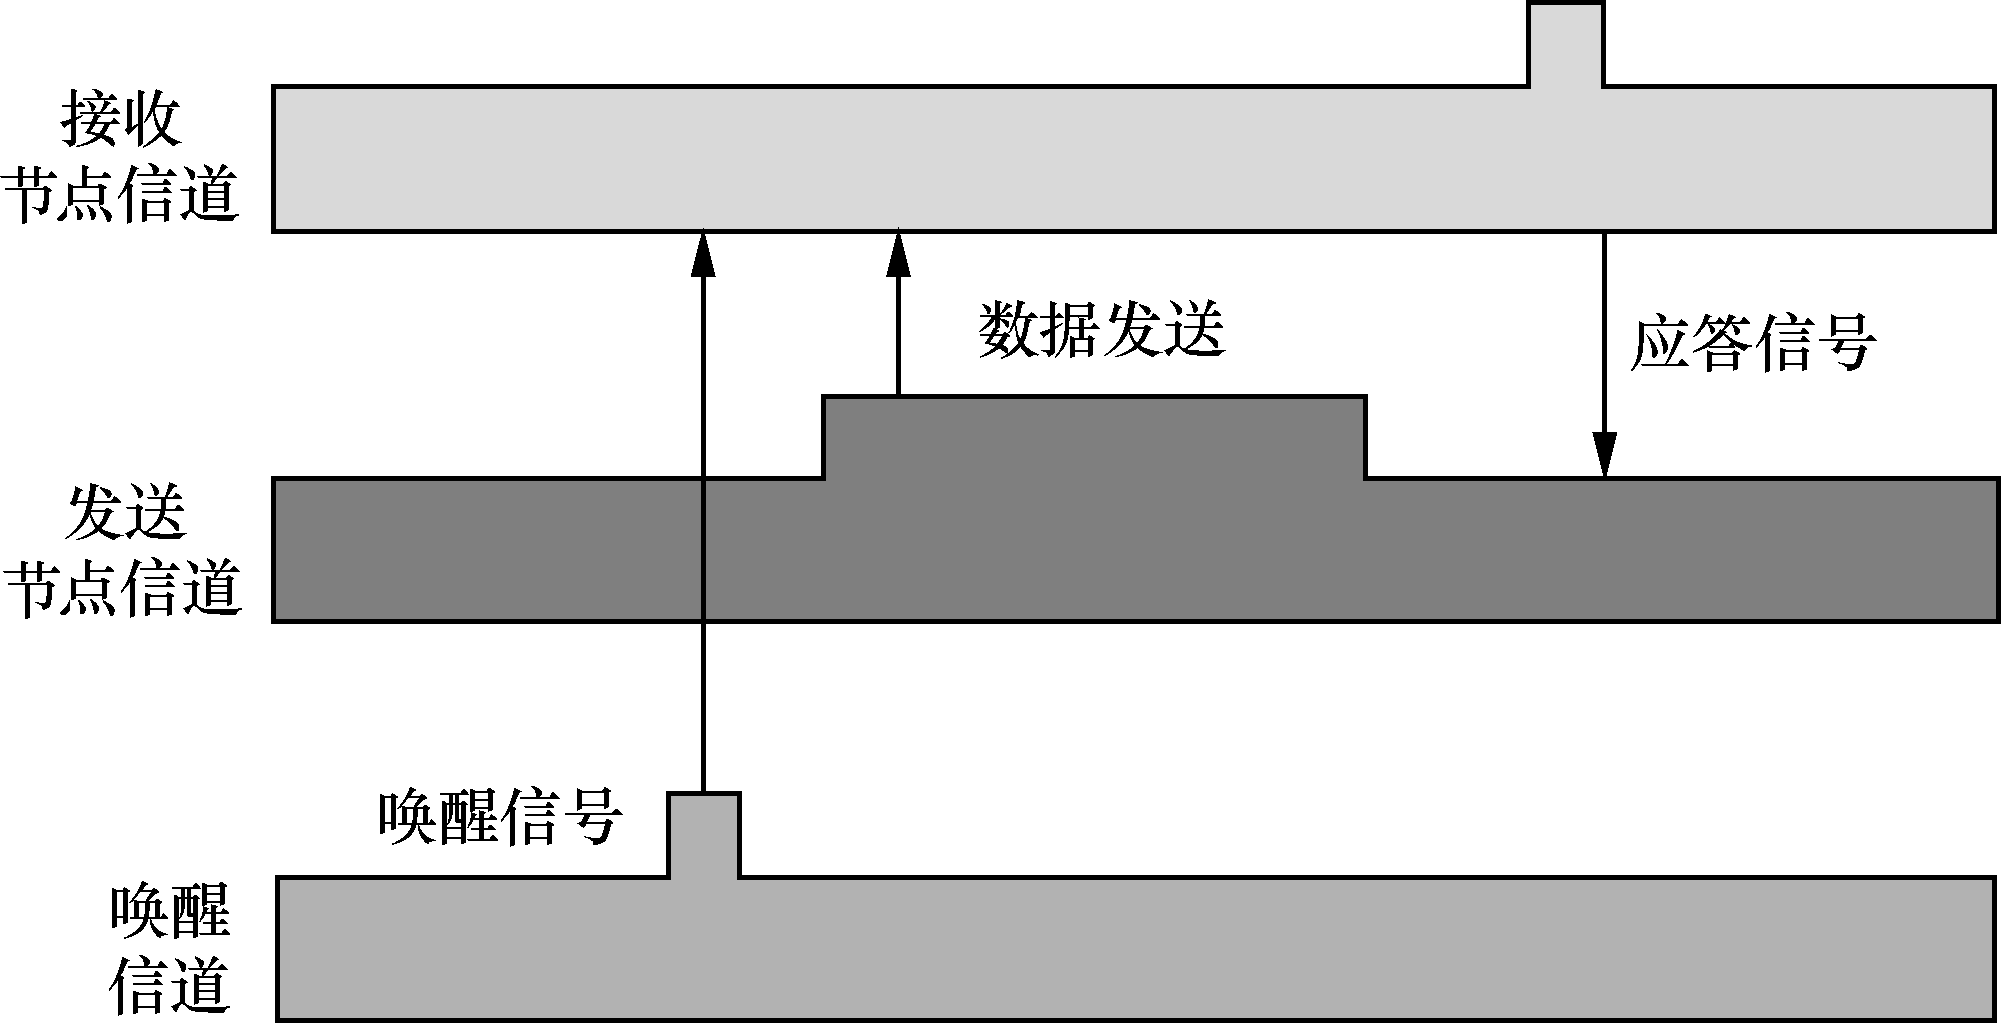 接收
节点信道
数据发送
应答信号
发送
节点信道
唤醒信号
唤醒
信道